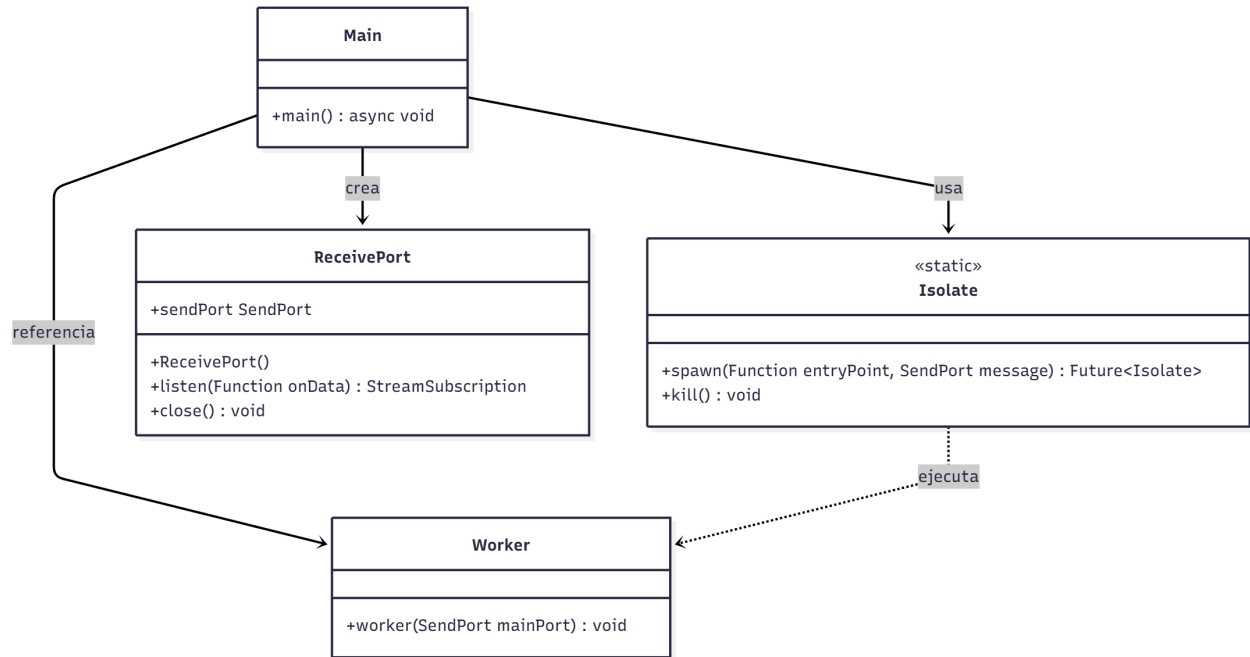 Main
+main() : async void
crea
usa
ReceivePort
+sendPort SendPort
+ReceivePort()
+listen(Function onData) : StreamSubscription
+close() : void
«static»
Isolate
+spawn(Function entryPoint, SendPort message) : Future<Isolate>
+kill() : void
referencia
ejecuta
Worker
+worker(SendPort mainPort) : void